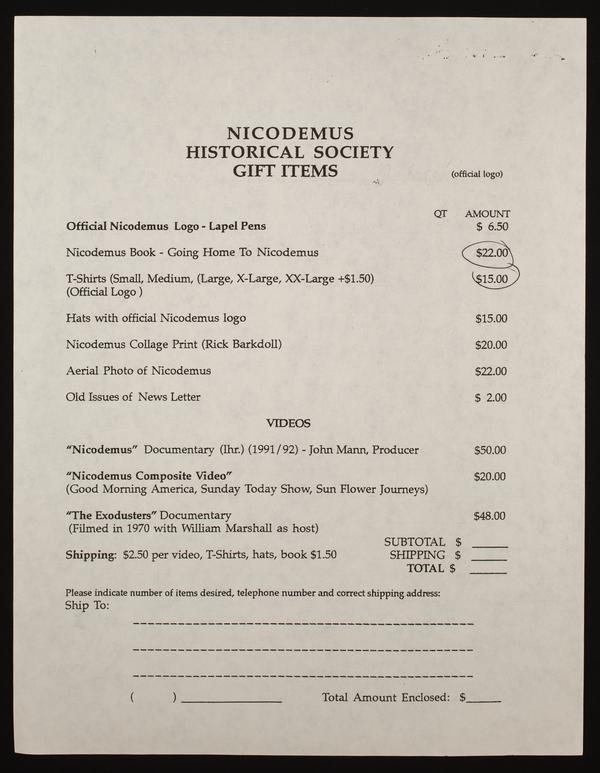 NICODEMUS
HISTORICAL SOCIETY
GIFT ITEMS
(official logo)
QT AMOUNT
Official Nicodemus Logo - Lapel Pens $ 6.50
Nicodemus Book - Going Home To Nicodemus $22.00
T-Shirts (Small, Medium, (Large, X-Large, XX-Large +$1.50) $15.00
(Official Logo )
Hats with official Nicodemus logo $15.00
Nicodemus Collage Print (Rick Barkdoll) $20.00
Aerial Photo of Nicodemus $22.00
Old Issues of News Letter $ 2.00
VIDEOS
"Nicodemus" Documentary (1hr.) (1991/92) - John Mann, Producer $50.00
"Nicodemus Composite Video" $20.00
(Good Morning America, Sunday Today Show, Sun Flower Journeys)
"The Exodusters" Documentary $48.00
(Filmed in 1970 with William Marshall as host)
SUBTOTAL $ _____
Shipping: $2.50 per video, T-Shirts, hats, book $1.50 SHIPPING $ _____
TOTAL $ _____
Please indicate number of items desired, telephone number and correct shipping address:
Ship To:
( ) ______________ Total Amount Enclosed: $_____